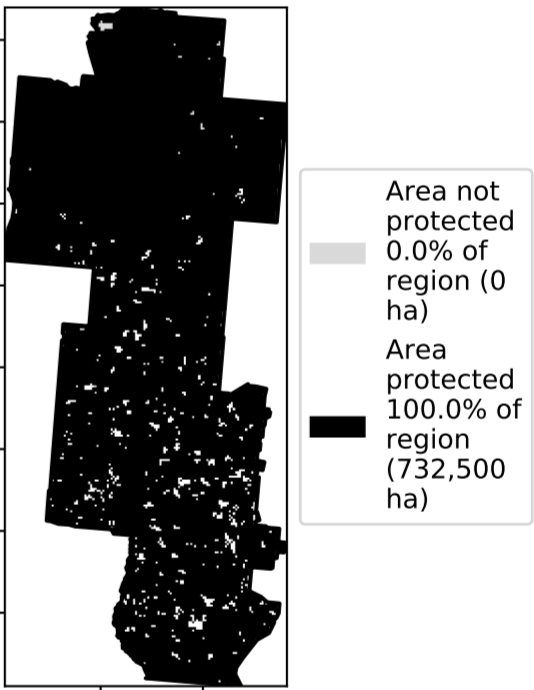 Area not
protected
0.0% of
region (0
ha)
Area
protected
100.0% of
region
(732,500
ha)